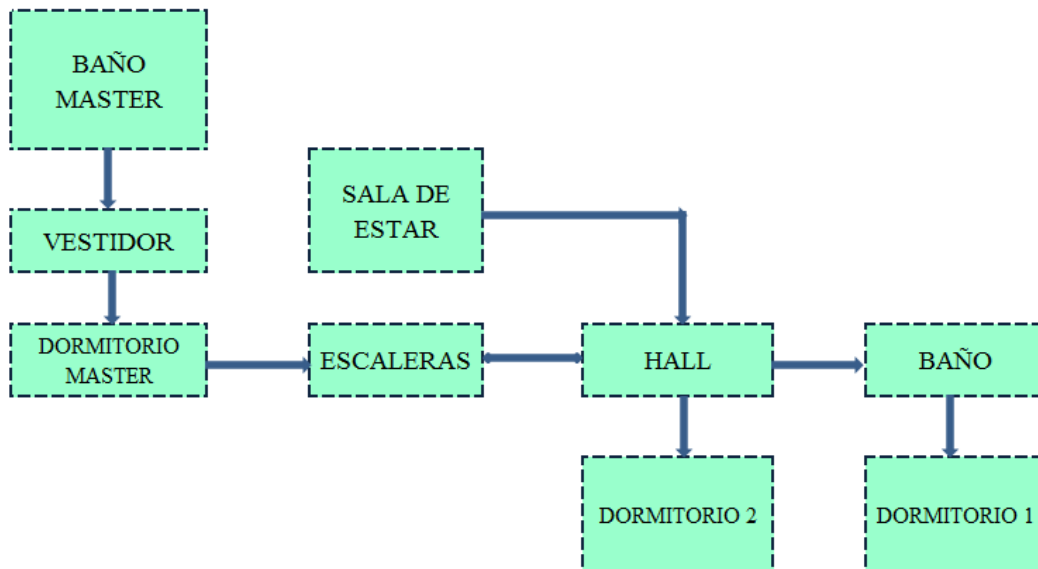 BAÑO
MASTER
SALA DE
ESTAR
VESTIDOR
DORMITORIO
MASTER
ESCALERAS
HALL
BAÑO
DORMITORIO 2
DORMITORIO 1